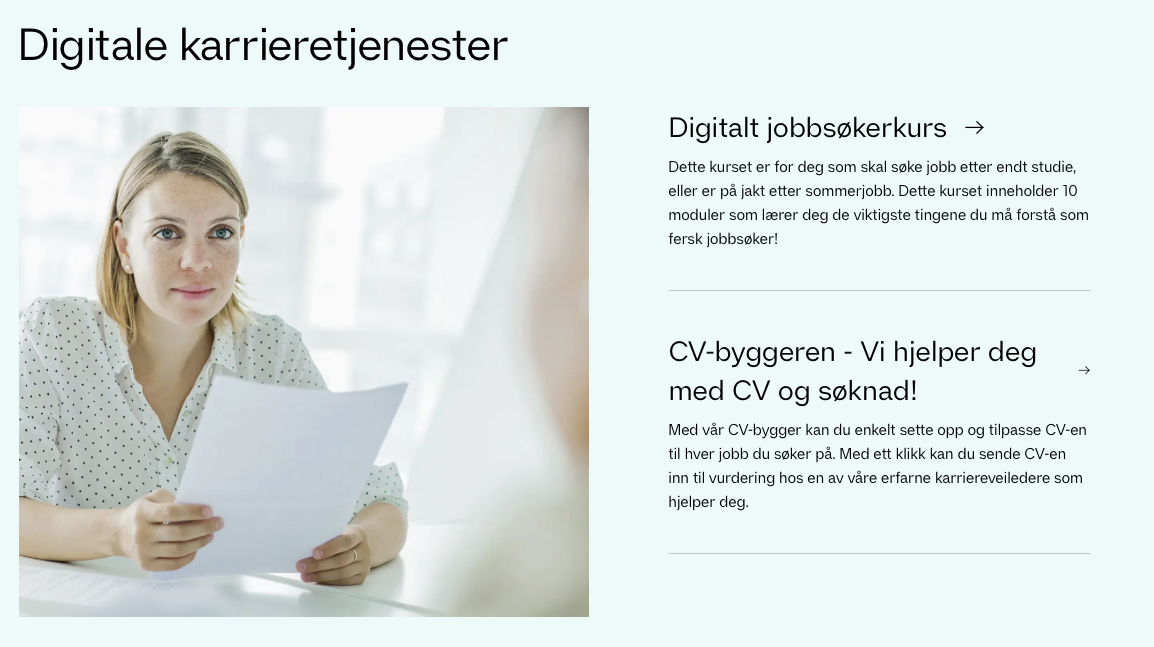 Digitale karrieretjenester
Digitalt jobbsøkerkurs →
Dette kurset er for deg som skal søke jobb etter endt studie,
eller er på jakt etter sommerjobb. Dette kurset inneholder 10
moduler som lærer deg de viktigste tingene du må forstå som
fersk jobbsøker!
CV-byggeren - Vi hjelper deg
med CV og søknad! →
Med vår CV-bygger kan du enkelt sette opp og tilpasse CV-en
til hver jobb du søker på. Med ett klikk kan du sende CV-en
inn til vurdering hos en av våre erfarne karriereveiledere som
hjelper deg.